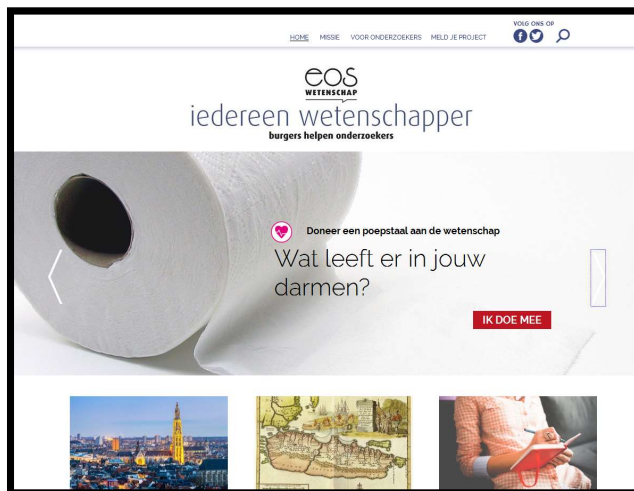 VOLG ONS OP
HOME MISSIE VOOR ONDERZOEKERS MELD JE PROJECT
eos
WETENSCHAP
iedereen wetenschapper
burgers helpen onderzoekers
Doneer een poepstaal aan de wetenschap
Wat leeft er in jouw
darmen?
IK DOE MEE